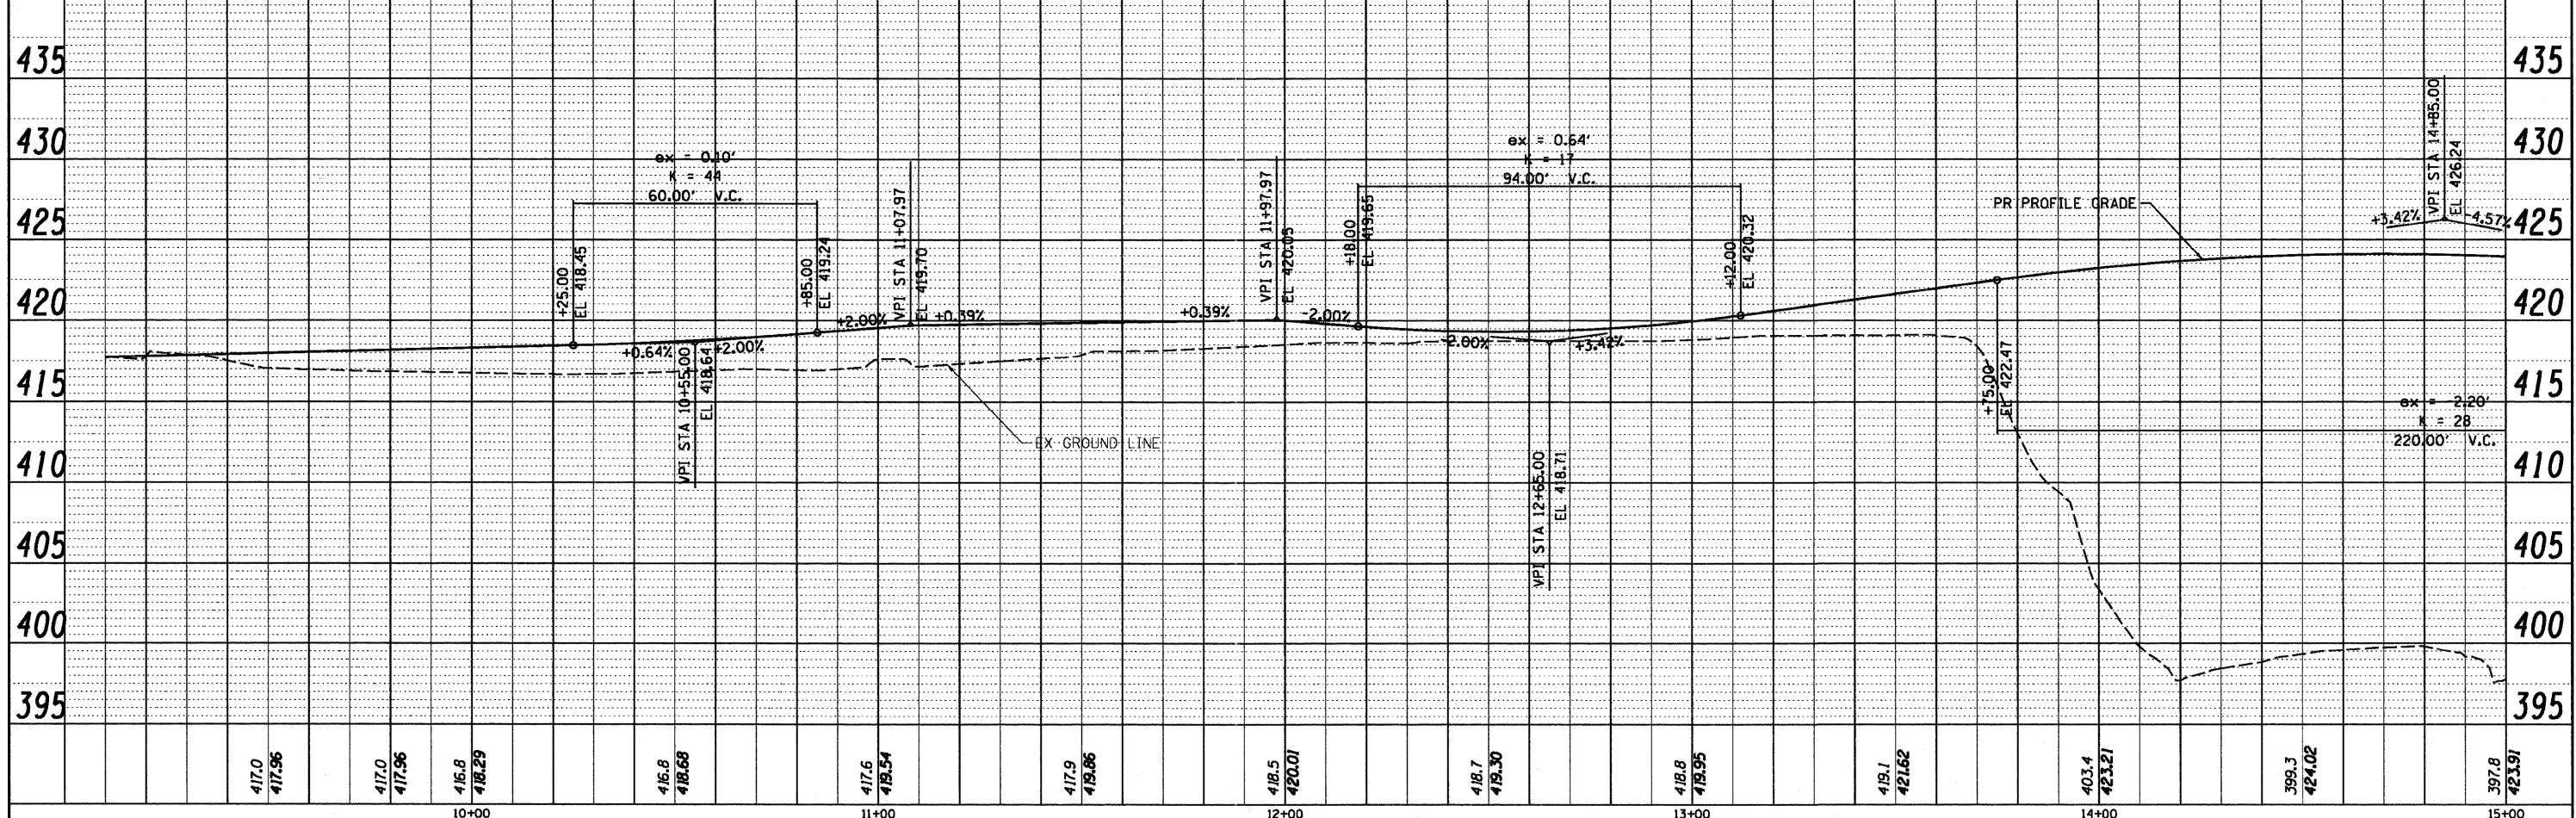 435
435
430
430
425
425
420
420
415
415
410
410
405
405
400
400
395
395
ex = 0.10'
K = 44
60.00' V.C.
+25.00
EL 418.45
+85.00
EL 419.24
VPI STA 10+55.00
EL 418.64
+0.64%
+2.00%
+2.00%
VPI STA 11+07.97
EL 419.70
+0.39%
EX GROUND LINE
+0.39%
VPI STA 11+97.97
EL 420.05
-2.00%
ex = 0.64'
K = 17
94.00' V.C.
+18.00
EL 419.65
+12.00
EL 420.32
-2.00%
+3.42%
VPI STA 12+65.00
EL 418.71
PR PROFILE GRADE
+3.42%
VPI STA 14+85.00
EL 426.24
-4.57%
+75.00
EL 422.47
ex = -2.20'
K = 28
220.00' V.C.
417.0
417.96
417.0
417.96
416.8
418.29
416.8
418.68
417.6
419.54
417.9
419.86
418.5
420.01
418.7
419.30
418.8
419.95
419.1
421.62
403.4
423.21
399.3
424.02
397.8
423.91
10+00
11+00
12+00
13+00
14+00
15+00